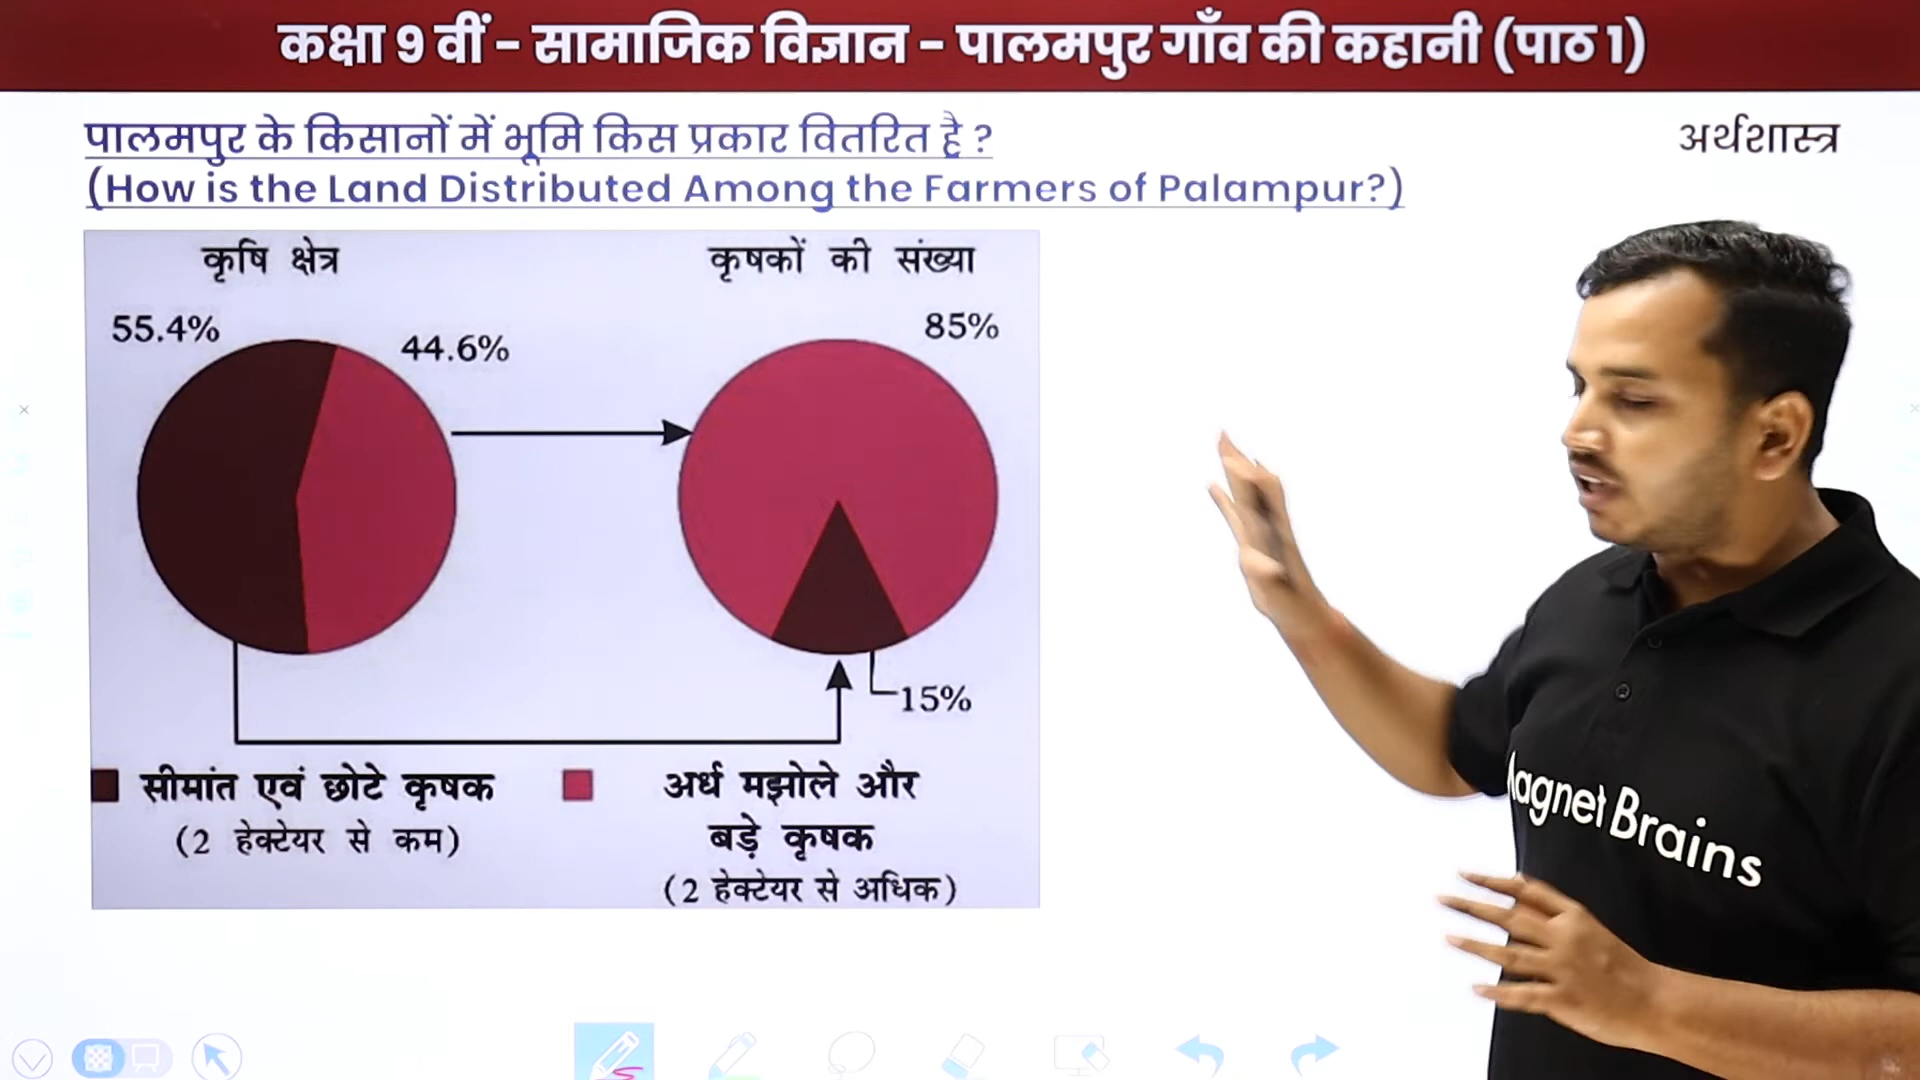 कक्षा 9 वीं - सामाजिक विज्ञान - पालमपुर गाँव की कहानी (पाठ 1)
पालमपुर के किसानों में भूमि किस प्रकार वितरित है ?
(How is the Land Distributed Among the Farmers of Palampur?)
अर्थशास्त्र
कृषि क्षेत्र
कृषकों की संख्या
55.4%
44.6%
85%
15%
सीमांत एवं छोटे कृषक
(2 हेक्टेयर से कम)
अर्ध मझोले और
बड़े कृषक
(2 हेक्टेयर से अधिक)
Magnet Brains